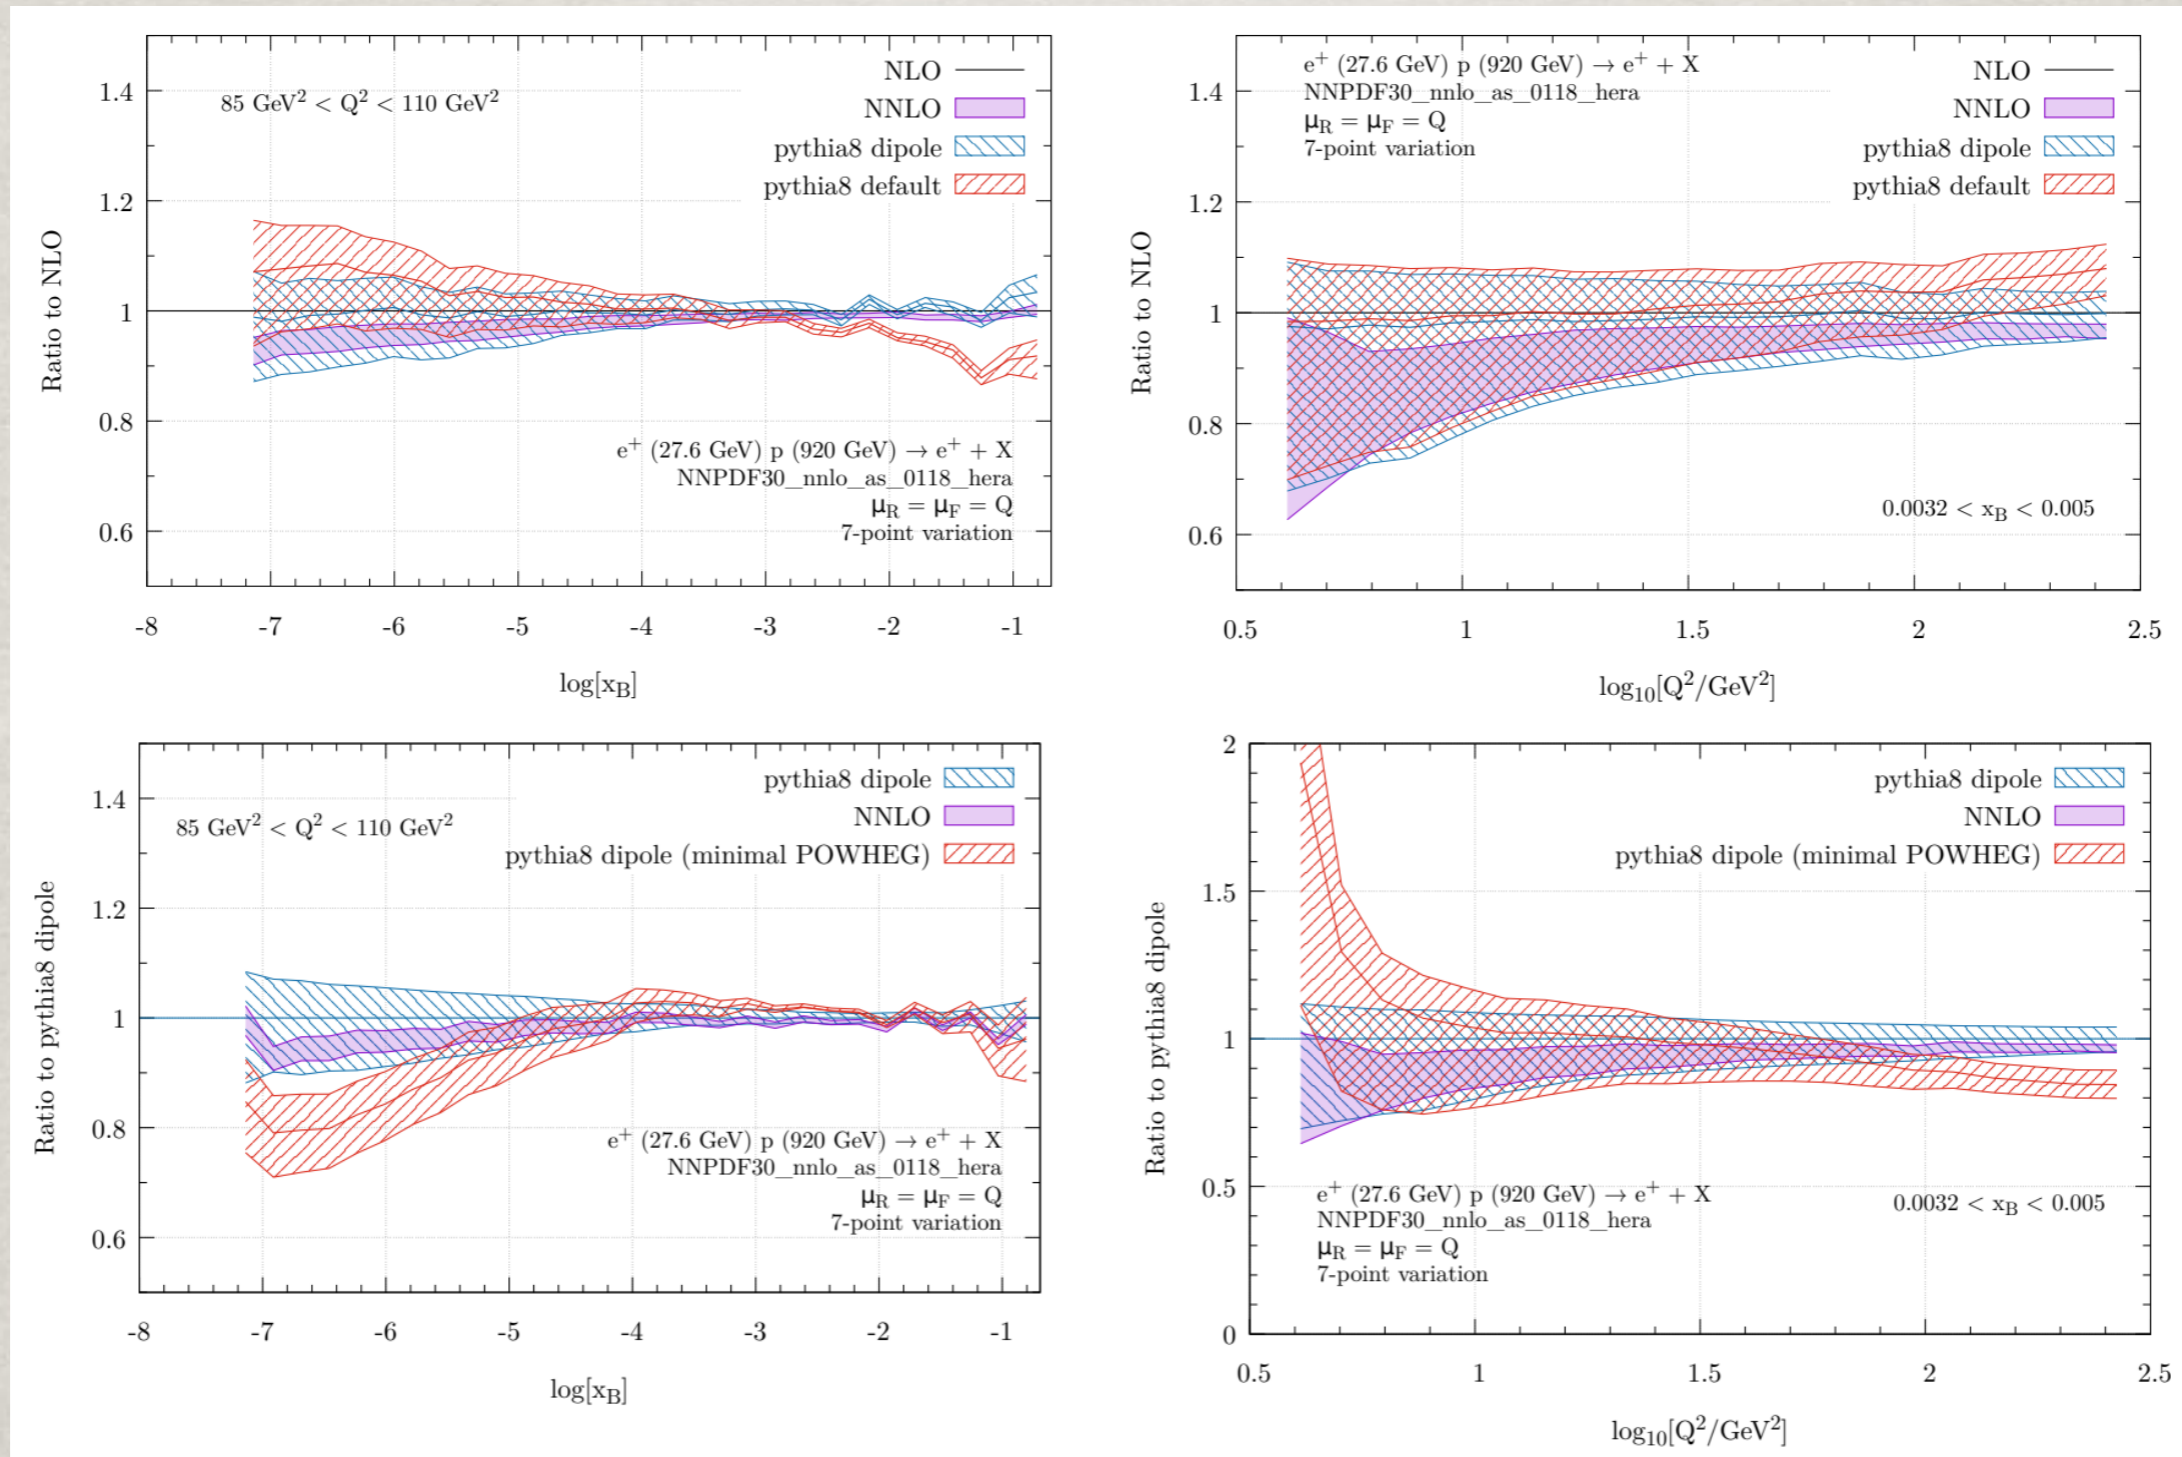 NLO
85 GeV² < Q² < 110 GeV²
NNLO
pythia8 dipole
pythia8 default
1.4
1.2
1
0.8
0.6
Ratio to NLO
e⁺ (27.6 GeV) p (920 GeV) → e⁺ + X
NNPDF30_nnlo_as_0118_hera
μR = μF = Q
7-point variation
-8 -7 -6 -5 -4 -3 -2 -1
log[xB]
e⁺ (27.6 GeV) p (920 GeV) → e⁺ + X
NNPDF30_nnlo_as_0118_hera
μR = μF = Q
7-point variation
NLO
NNLO
pythia8 dipole
pythia8 default
1.4
1.2
1
0.8
0.6
Ratio to NLO
0.0032 < xB < 0.005
0.5 1 1.5 2 2.5
log₁₀[Q²/GeV²]
pythia8 dipole
NNLO
85 GeV² < Q² < 110 GeV²
pythia8 dipole (minimal POWHEG)
1.4
1.2
1
0.8
0.6
Ratio to pythia8 dipole
e⁺ (27.6 GeV) p (920 GeV) → e⁺ + X
NNPDF30_nnlo_as_0118_hera
μR = μF = Q
7-point variation
-8 -7 -6 -5 -4 -3 -2 -1
log[xB]
pythia8 dipole
NNLO
pythia8 dipole (minimal POWHEG)
2
1.5
1
0.5
0
Ratio to pythia8 dipole
e⁺ (27.6 GeV) p (920 GeV) → e⁺ + X
NNPDF30_nnlo_as_0118_hera
μR = μF = Q
7-point variation
0.0032 < xB < 0.005
0.5 1 1.5 2 2.5
log₁₀[Q²/GeV²]